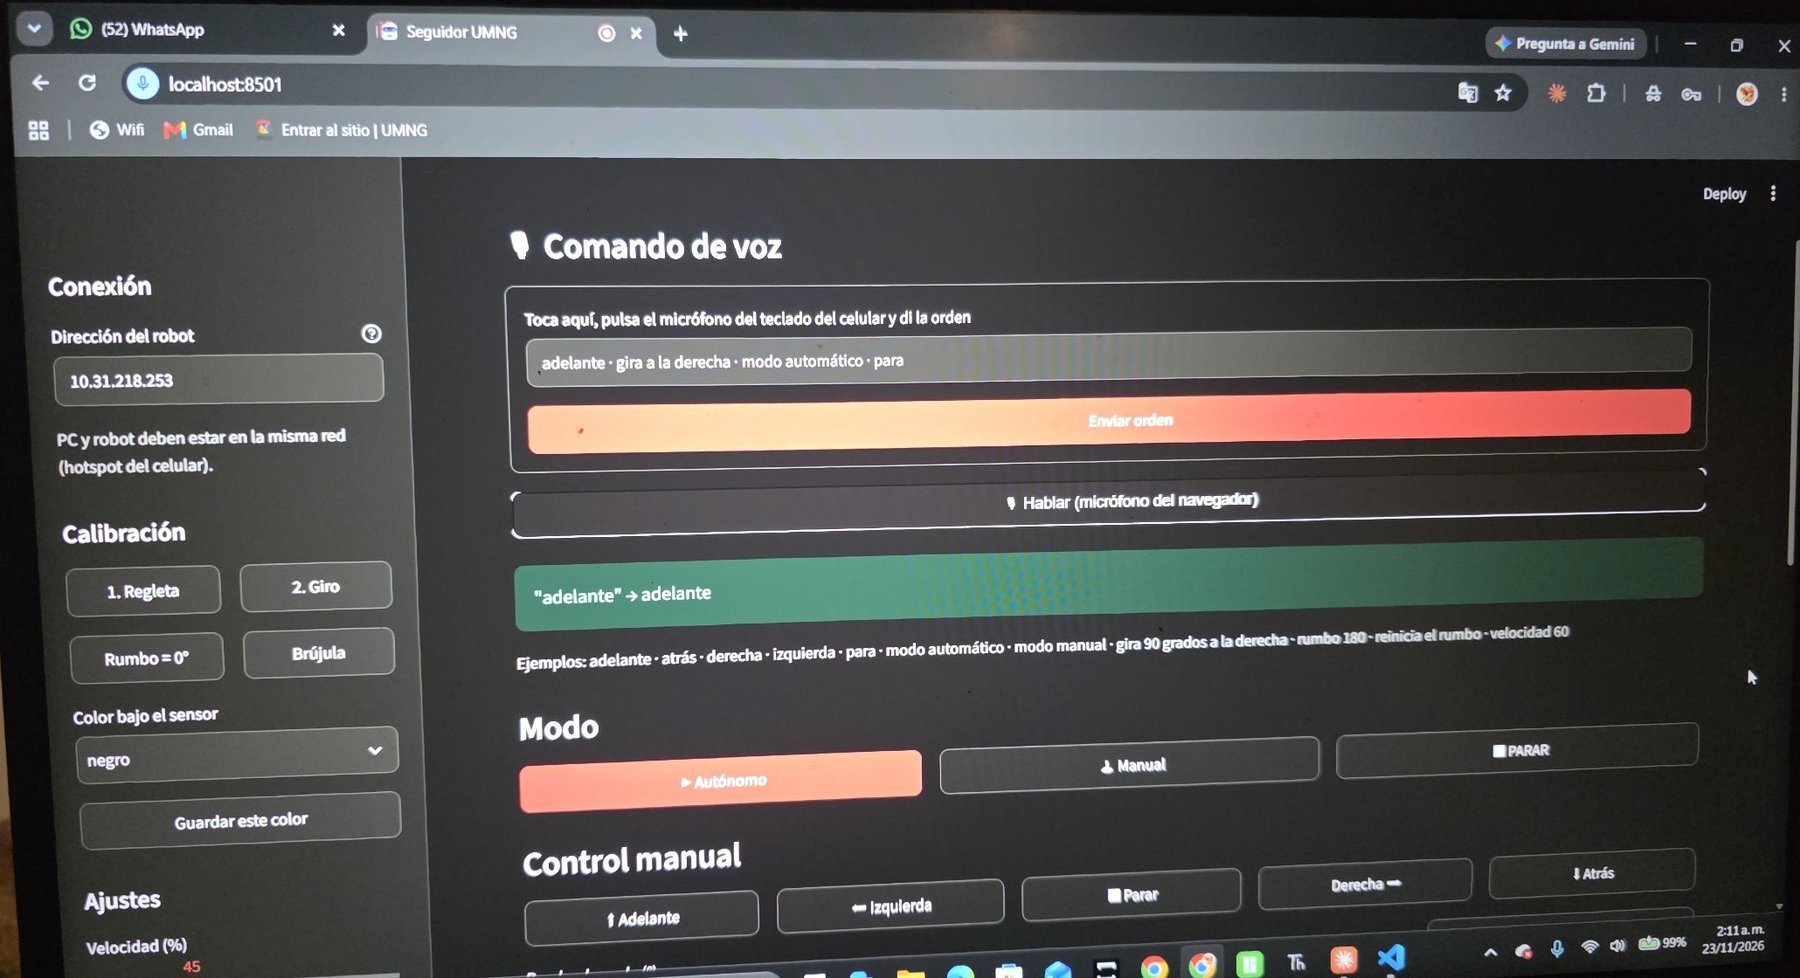 (52) WhatsApp
Seguidor UMNG
Pregunta a Gemini
localhost:8501
Wifi
Gmail
Entrar al sitio | UMNG
Deploy
Conexión
Dirección del robot
10.31.218.253
PC y robot deben estar en la misma red
(hotspot del celular).
Calibración
1. Regleta
2. Giro
Rumbo = 0°
Brújula
Color bajo el sensor
negro
Guardar este color
Ajustes
Velocidad (%)
45
Comando de voz
Toca aquí, pulsa el micrófono del teclado del celular y di la orden
adelante · gira a la derecha · modo automático · para
Enviar orden
Hablar (micrófono del navegador)
"adelante" → adelante
Ejemplos: adelante · atrás · derecha · izquierda · para · modo automático · modo manual · gira 90 grados a la derecha · rumbo 180 · reinicia el rumbo · velocidad 60
Modo
Autónomo
Manual
PARAR
Control manual
Adelante
Izquierda
Parar
Derecha
Atrás
99%
2:11 a.m.
23/11/2026